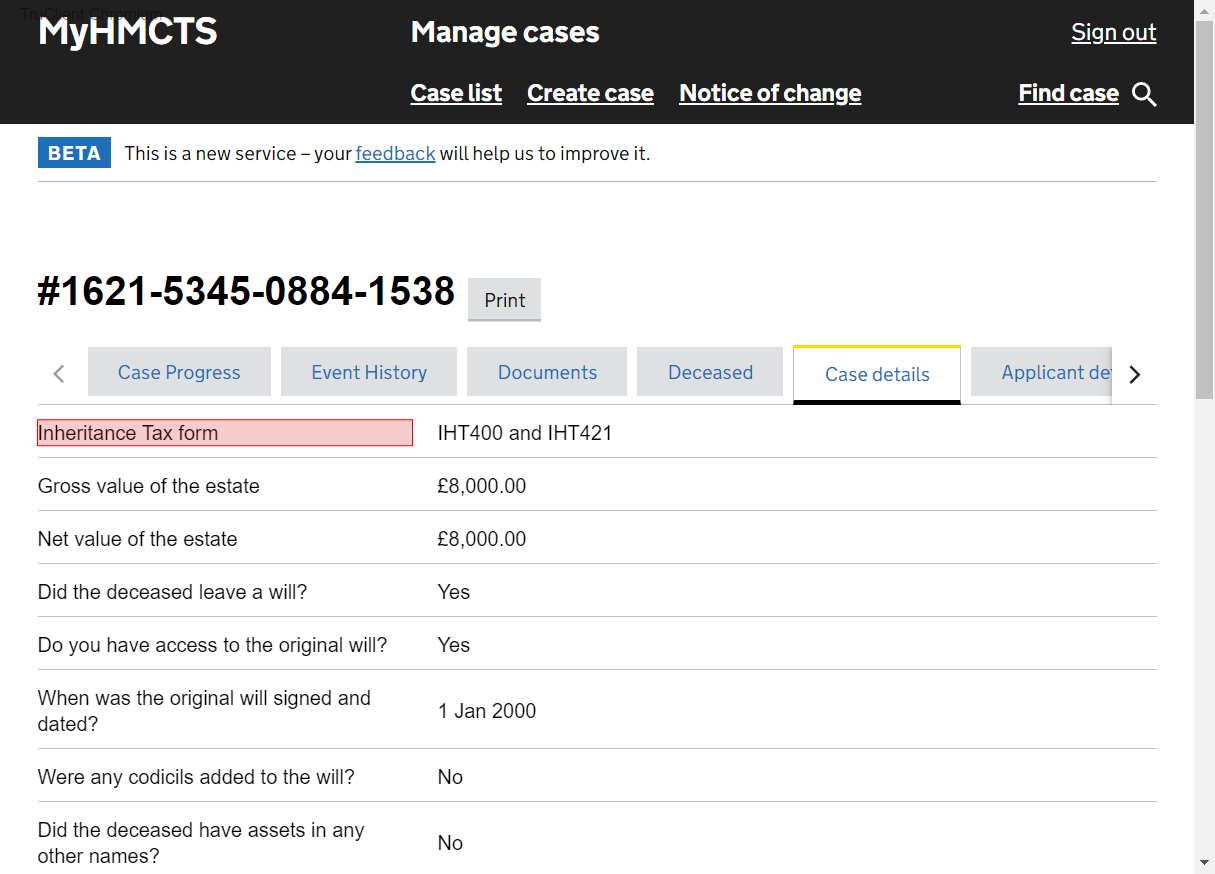 TruClient Chromium
MyHMCTS
Manage cases
Sign out
Case list
Create case
Notice of change
Find case
BETA
This is a new service – your feedback will help us to improve it.
#1621-5345-0884-1538
Print
Case Progress
Event History
Documents
Deceased
Case details
Applicant de
Inheritance Tax form
IHT400 and IHT421
Gross value of the estate
£8,000.00
Net value of the estate
£8,000.00
Did the deceased leave a will?
Yes
Do you have access to the original will?
Yes
When was the original will signed and
dated?
1 Jan 2000
Were any codicils added to the will?
No
Did the deceased have assets in any
other names?
No